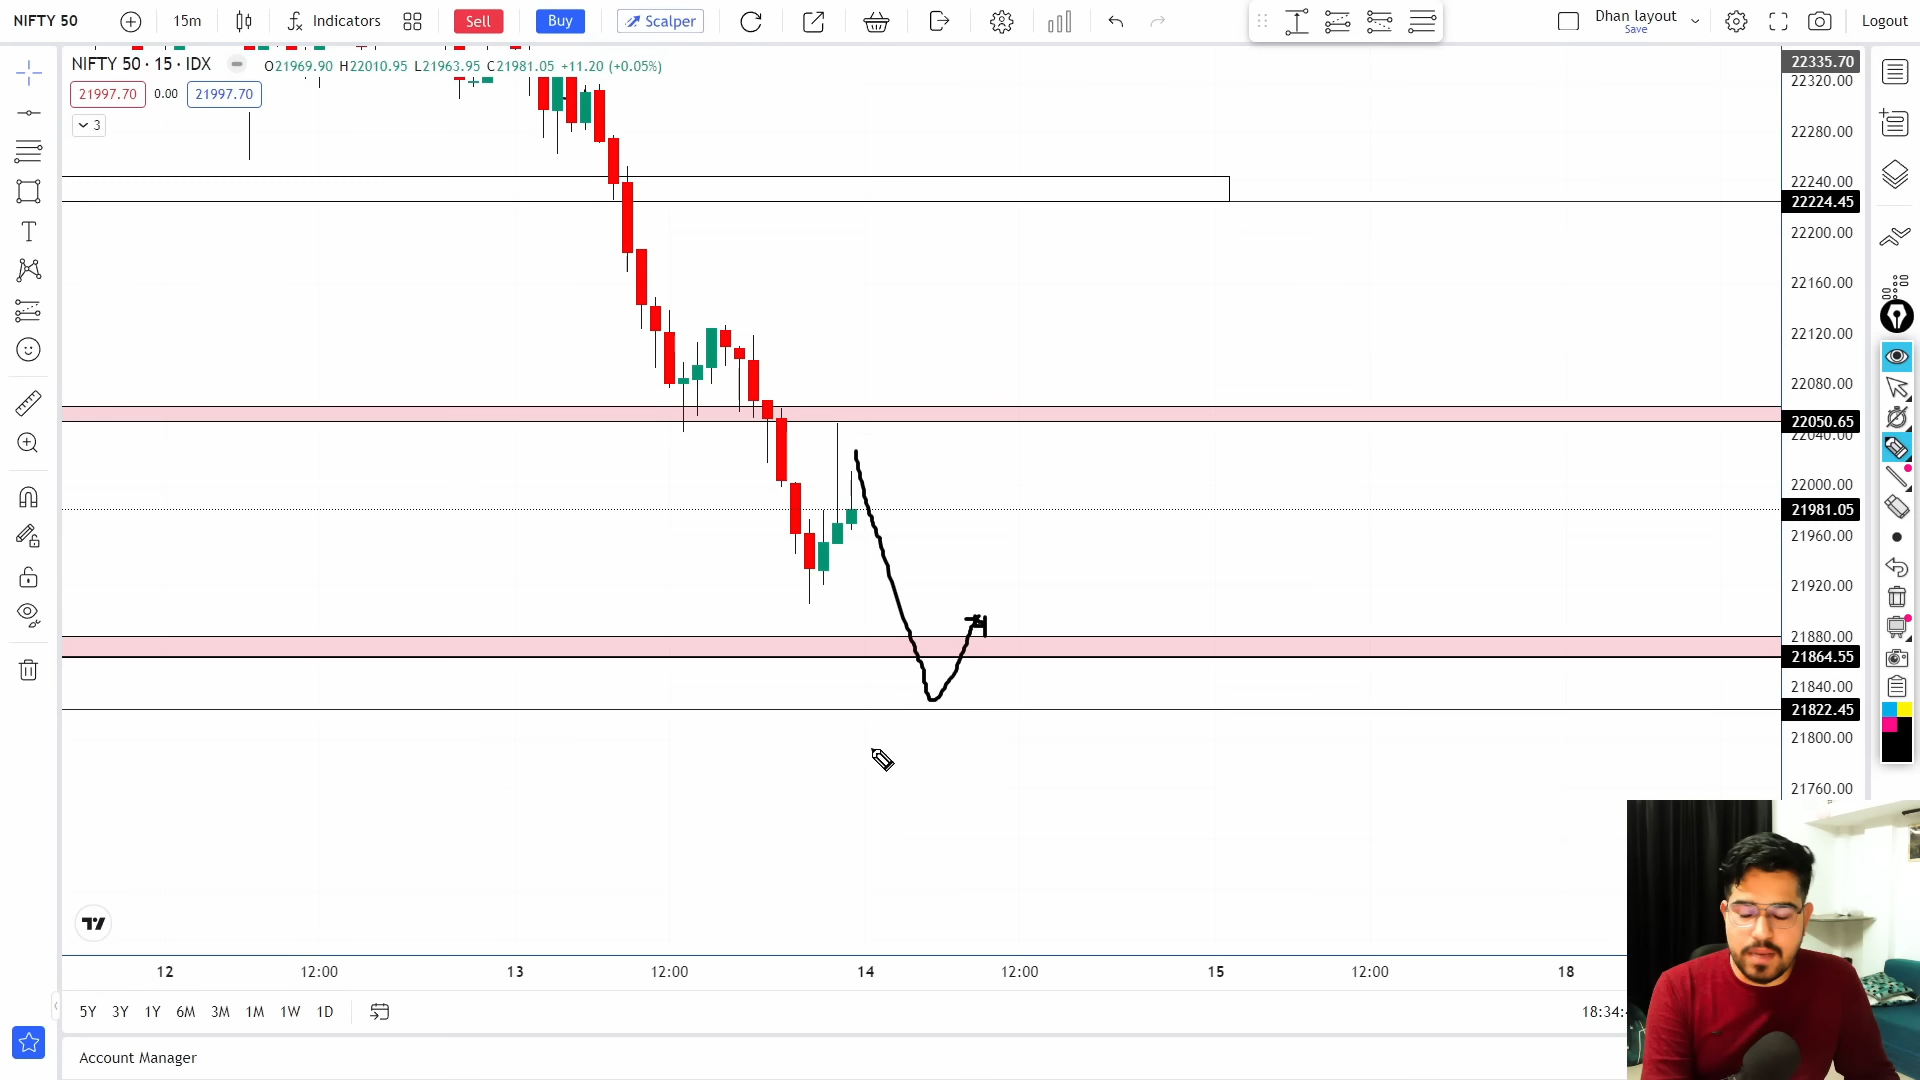 NIFTY 50
15m
Indicators
Sell
Buy
Scalper
Dhan layout
Save
Logout
NIFTY 50 · 15 · IDX
O21969.90 H22010.95 L21963.95 C21981.05 +11.20 (+0.05%)
21997.70 0.00 21997.70
3
22335.70
22320.00
22280.00
22240.00
22224.45
22200.00
22160.00
22120.00
22080.00
22050.65
22040.00
22000.00
21981.05
21960.00
21920.00
21880.00
21864.55
21840.00
21822.45
21800.00
21760.00
12 12:00 13 12:00 14 12:00 15 12:00 18
5Y 3Y 1Y 6M 3M 1M 1W 1D
18:34:
Account Manager